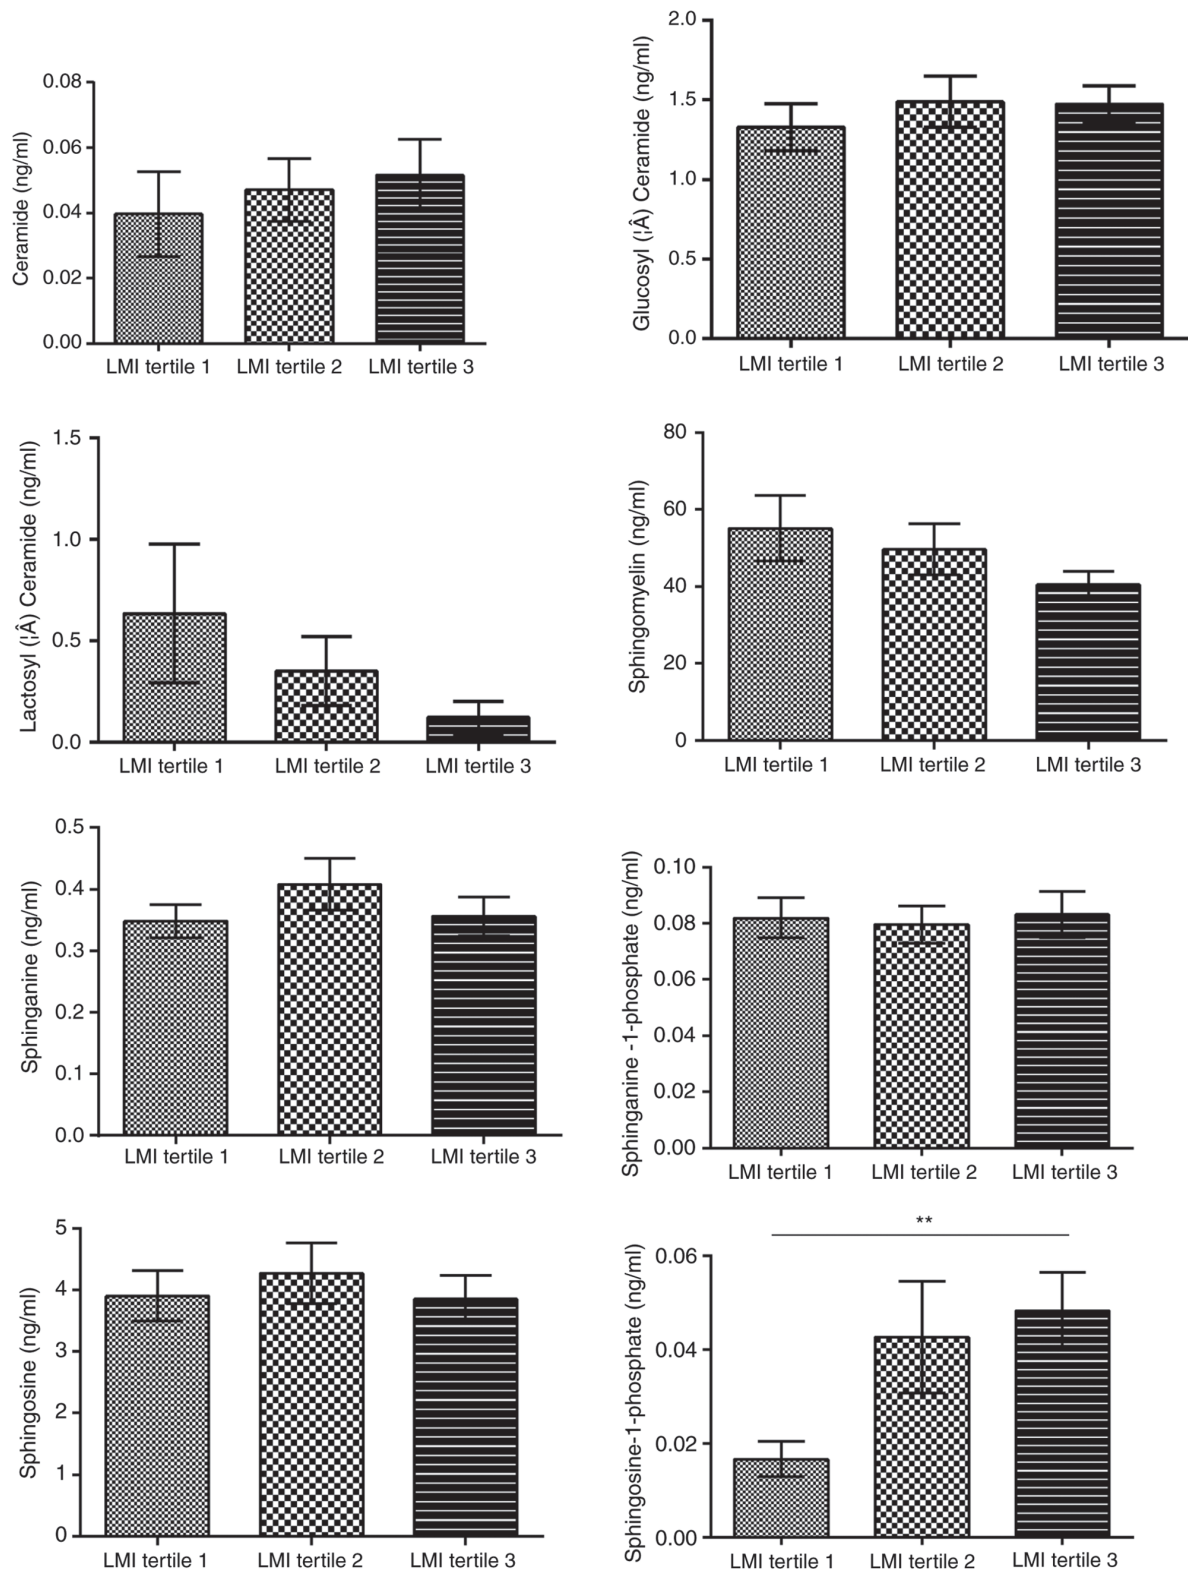 Ceramide (ng/ml)
0.08
0.06
0.04
0.02
0.00
LMI tertile 1 LMI tertile 2 LMI tertile 3
Glucosyl (¦Â) Ceramide (ng/ml)
2.0
1.5
1.0
0.5
0.0
LMI tertile 1 LMI tertile 2 LMI tertile 3
Lactosyl (¦Â) Ceramide (ng/ml)
1.5
1.0
0.5
0.0
LMI tertile 1 LMI tertile 2 LMI tertile 3
Sphingomyelin (ng/ml)
80
60
40
20
0
LMI tertile 1 LMI tertile 2 LMI tertile 3
Sphinganine (ng/ml)
0.5
0.4
0.3
0.2
0.1
0.0
LMI tertile 1 LMI tertile 2 LMI tertile 3
Sphinganine -1-phosphate (ng/ml)
0.10
0.08
0.06
0.04
0.02
0.00
LMI tertile 1 LMI tertile 2 LMI tertile 3
Sphingosine (ng/ml)
5
4
3
2
1
0
LMI tertile 1 LMI tertile 2 LMI tertile 3
Sphingosine-1-phosphate (ng/ml)
**
0.06
0.04
0.02
0.00
LMI tertile 1 LMI tertile 2 LMI tertile 3